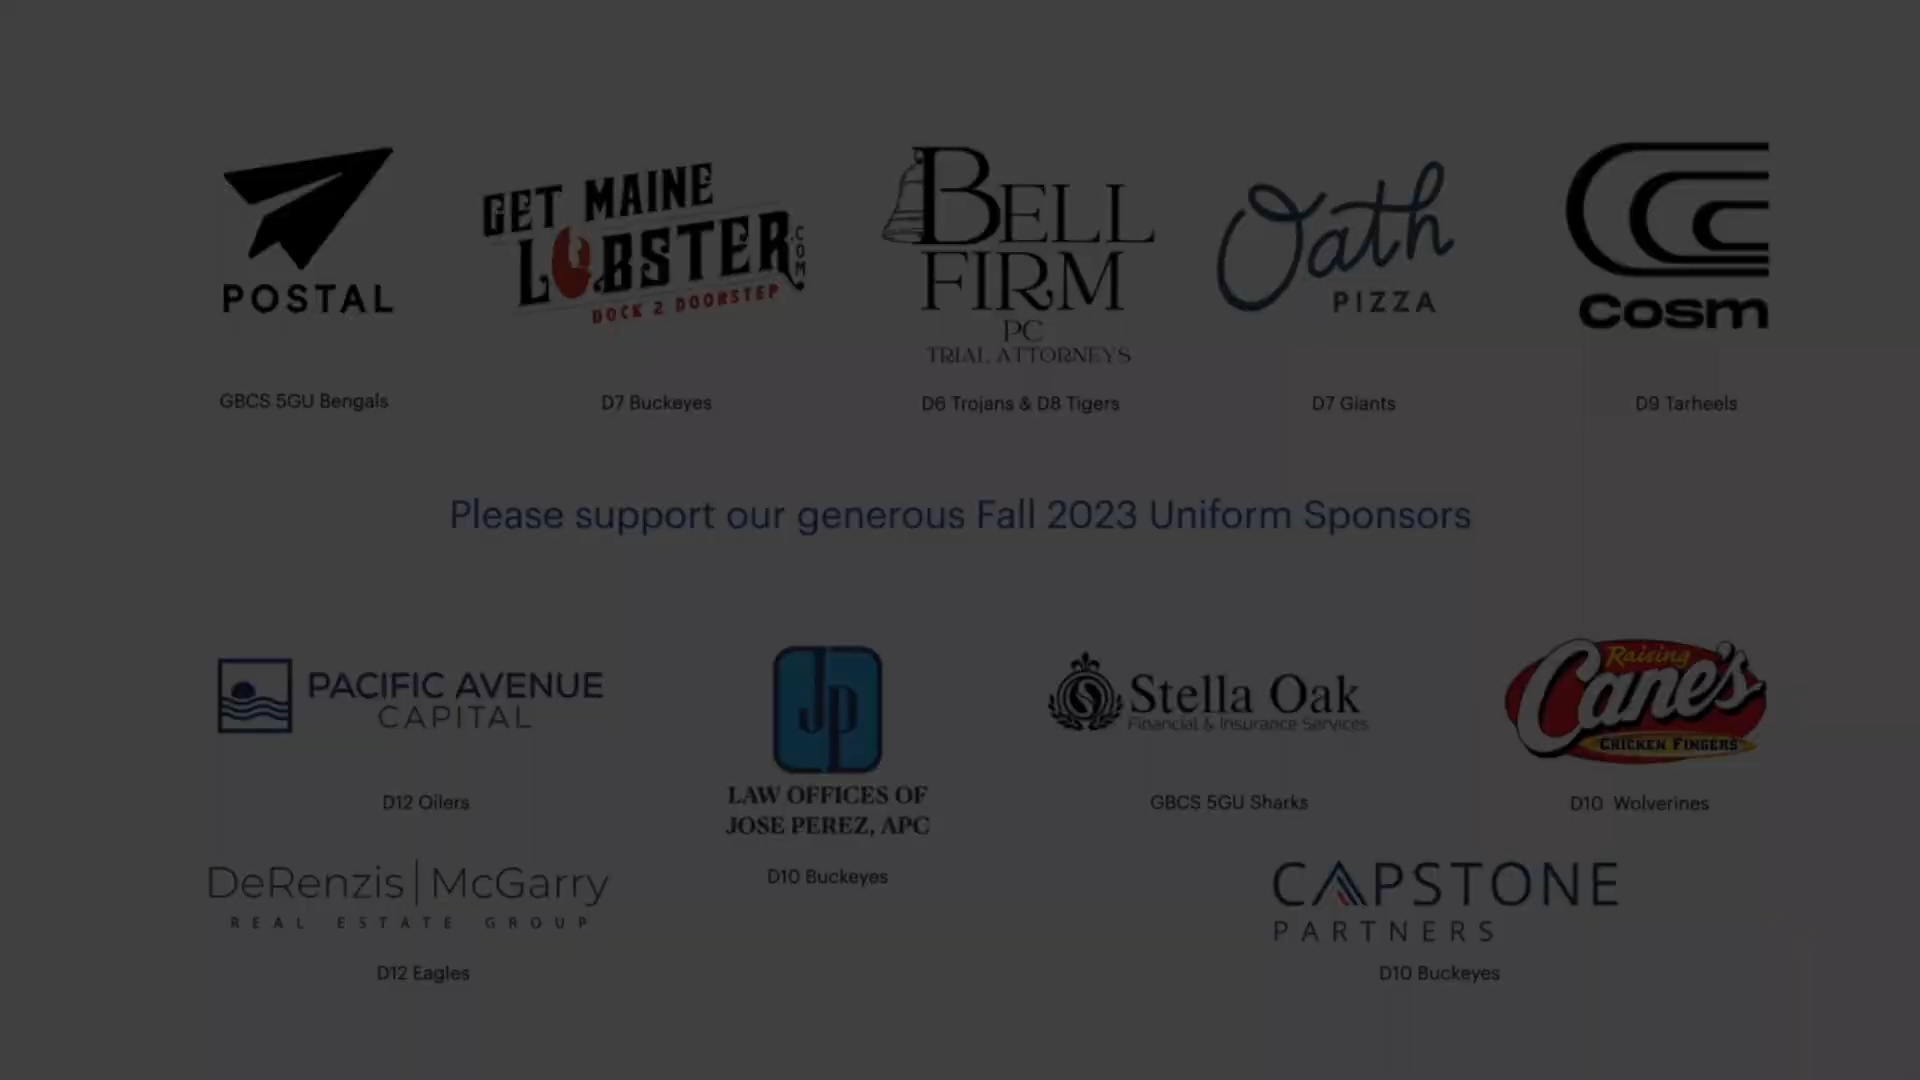 POSTAL
GET MAINE
LOBSTER.COM
DOCK 2 DOORSTEP
BELL
FIRM
PC
TRIAL ATTORNEYS
Oath
PIZZA
Cosm
GBCS 5GU Bengals
D7 Buckeyes
D6 Trojans & D8 Tigers
D7 Giants
D9 Tarheels
Please support our generous Fall 2023 Uniform Sponsors
PACIFIC AVENUE
CAPITAL
JP
LAW OFFICES OF
JOSE PEREZ, APC
Stella Oak
Financial & Insurance Services
Raising
Cane's
CHICKEN FINGERS
D12 Oilers
GBCS 5GU Sharks
D10 Wolverines
D10 Buckeyes
DeRenzis|McGarry
REAL ESTATE GROUP
D12 Eagles
CAPSTONE
PARTNERS
D10 Buckeyes